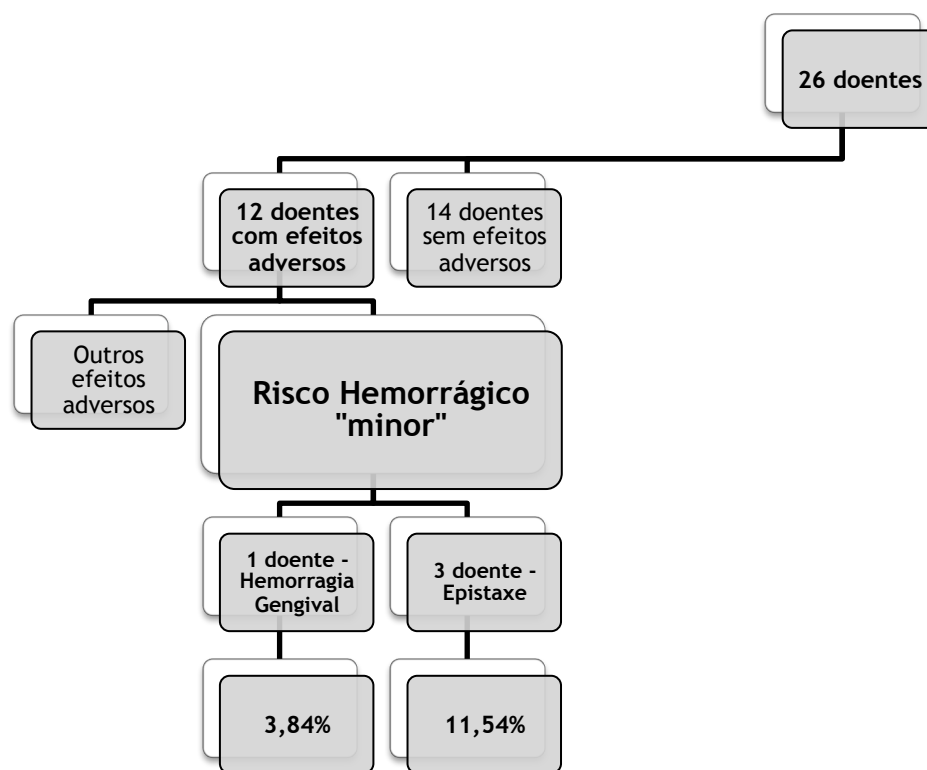 26 doentes
12 doentes
com efeitos
adversos
14 doentes
sem efeitos
adversos
Outros
efeitos
adversos
Risco Hemorrágico
"minor"
1 doente -
Hemorragia
Gengival
3 doente -
Epistaxe
3,84%
11,54%